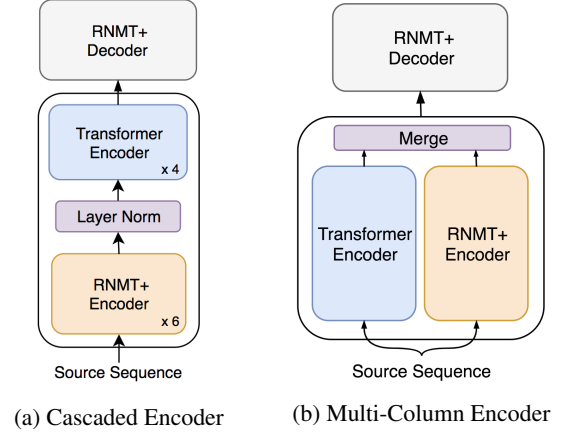 RNMT+
Decoder
Transformer
Encoder
x 4
Layer Norm
RNMT+
Encoder
x 6
Source Sequence
(a) Cascaded Encoder
RNMT+
Decoder
Merge
Transformer
Encoder
RNMT+
Encoder
Source Sequence
(b) Multi-Column Encoder